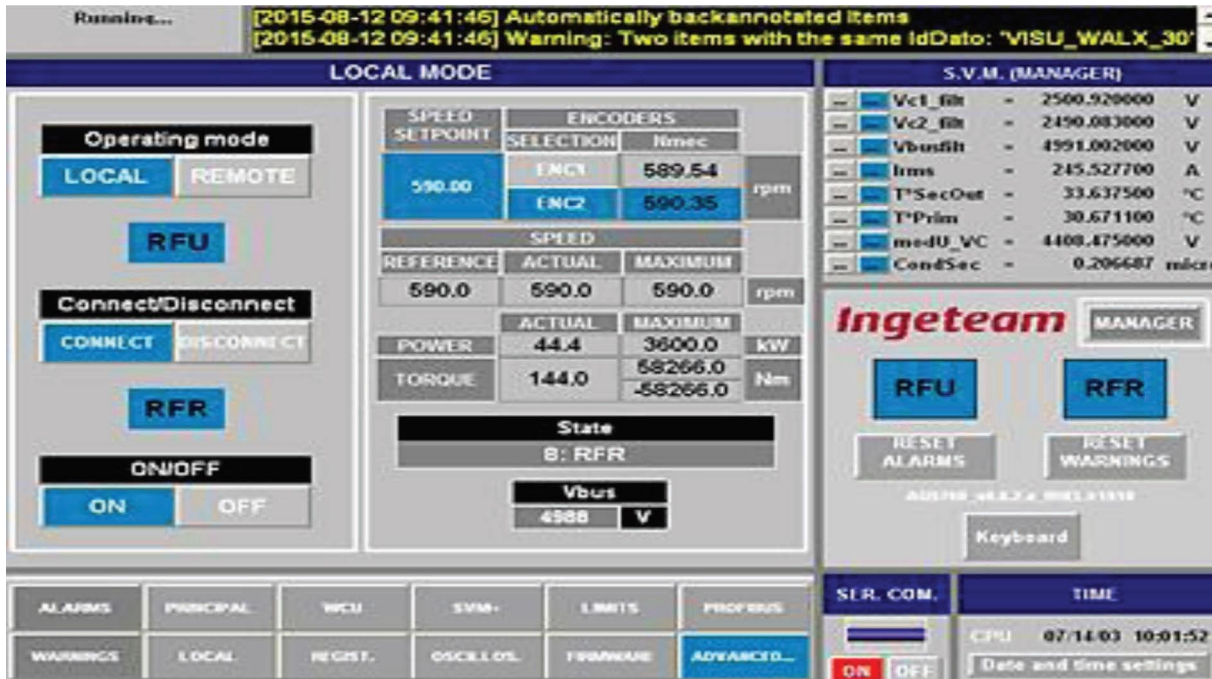 Running...
[2015-08-12 09:41:46] Automatically backannotated items
[2015-08-12 09:41:46] Warning: Two items with the same IdDato: 'VISU_WALX_30'
LOCAL MODE
Operating mode
LOCAL REMOTE
RFU
Connect/Disconnect
CONNECT DISCONNECT
RFR
ON/OFF
ON OFF
SPEED SETPOINT
ENCODERS
SELECTION Nmec
590.00
ENC1 589.54
ENC2 590.35
rpm
SPEED
REFERENCE ACTUAL MAXIMUM
590.0 590.0 590.0 rpm
ACTUAL MAXIMUM
POWER 44.4 3600.0 kW
TORQUE 144.0 58266.0 Nm
-58266.0
State
8: RFR
Vbus
4988 V
S.V.M. (MANAGER)
Vc1_filt = 2500.920000 V
Vc2_filt = 2490.083000 V
Vbusfilt = 4991.002000 V
Irms = 245.527700 A
TªSecOut = 33.637500 °C
TªPrim = 30.671100 °C
modU_VC = 4408.475000 V
CondSec = 0.206687 micro
Ingeteam MANAGER
RFU RFR
RESET ALARMS
RESET WARNINGS
Keyboard
ALARMS PRINCIPAL WCU SVM+ LIMITS PROFIBUS
WARNINGS LOCAL REGIST. OSCILLOS. FIRMWARE ADVANCED...
SER. COM.
ON OFF
TIME
CPU 07/14/03 10:01:52
Date and time settings